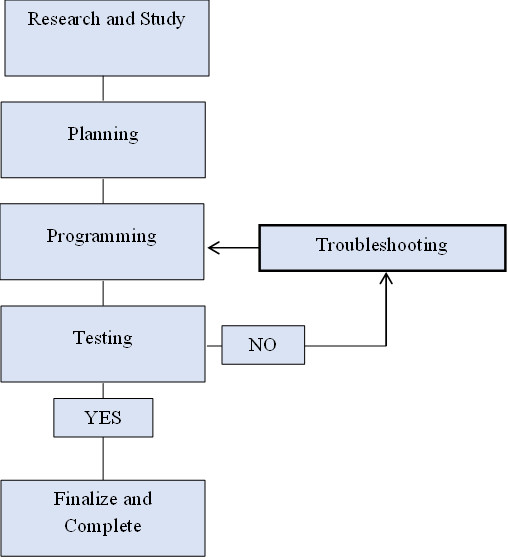 Research and Study
Planning
Programming
Troubleshooting
Testing
NO
YES
Finalize and
Complete